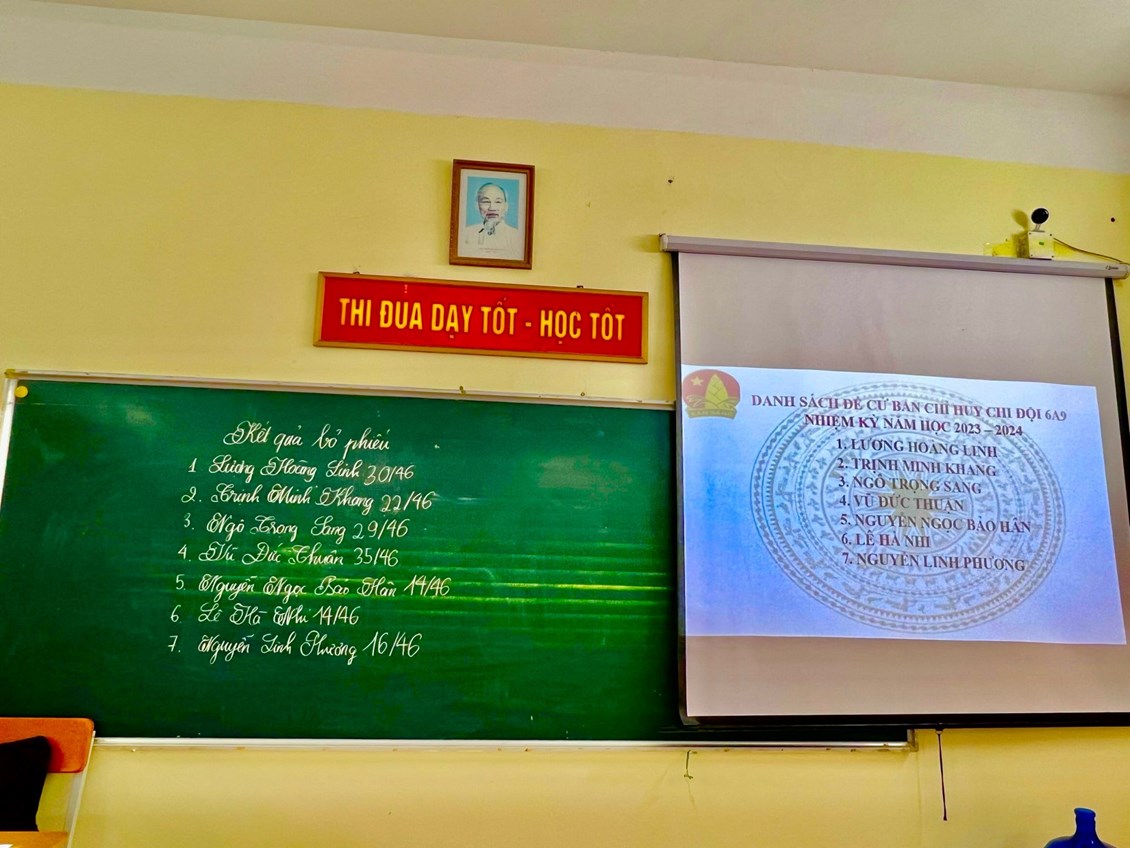 THI ĐUA DẠY TỐT - HỌC TỐT
Kết quả bỏ phiếu
1 Lương Hoàng Linh 30/46
2. Trịnh Minh Khang 22/46
3. Ngô Trọng Sang 29/46
4. Vũ Đức Thuân 35/46
5. Nguyễn Ngọc Bảo Hân 14/46
6. Lê Hà Nhi 14/46
7. Nguyễn Linh Phương 16/46
DANH SÁCH ĐỀ CỬ BAN CHỈ HUY CHI ĐỘI 6A9
NHIỆM KỲ NĂM HỌC 2023 – 2024
1. LƯƠNG HOÀNG LINH
2. TRỊNH MINH KHANG
3. NGÔ TRỌNG SANG
4. VŨ ĐỨC THUẬN
5. NGUYỄN NGỌC BẢO HÂN
6. LÊ HÀ NHI
7. NGUYỄN LINH PHƯƠNG